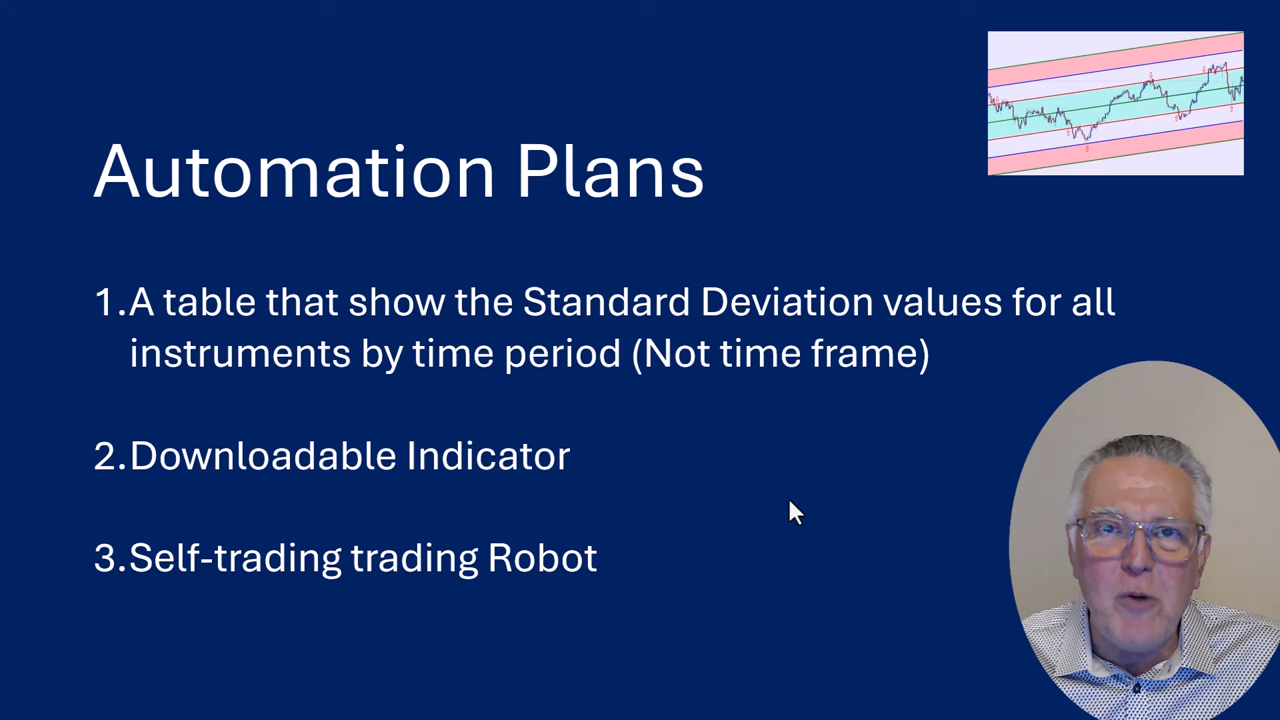 Automation Plans
1.A table that show the Standard Deviation values for all
instruments by time period (Not time frame)
2.Downloadable Indicator
3.Self-trading trading Robot